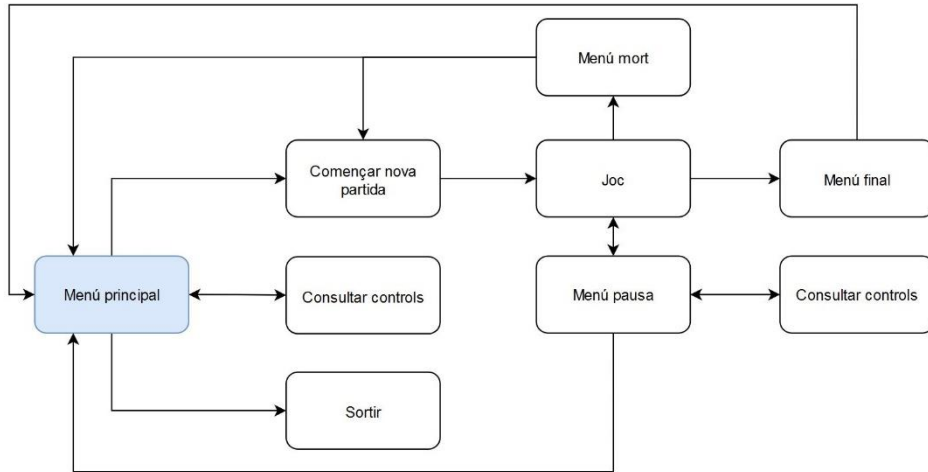 Menú mort
Començar nova
partida
Joc
Menú final
Menú principal
Consultar controls
Menú pausa
Consultar controls
Sortir